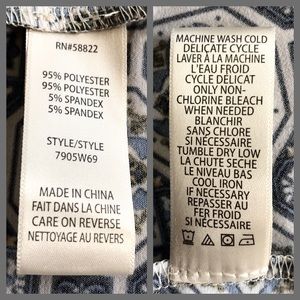 RN#58822
95% POLYESTER
95% POLYESTER
5% SPANDEX
5% SPANDEX
STYLE/STYLE
7905W69
MADE IN CHINA
FAIT DANS LA CHINE
CARE ON REVERSE
NETTOYAGE AU REVERS
MACHINE WASH COLD
DELICATE CYCLE
LAVER À LA MACHINE
L'EAU FROID
CYCLE DELICAT
ONLY NON-
CHLORINE BLEACH
WHEN NEEDED
BLANCHIR
SANS CHLORE
SI NÉCESSAIRE
TUMBLE DRY LOW
LA CHUTE SECHE
LE NIVEAU BAS
COOL IRON
IF NECESSARY
REPASSER AU
FER FROID
SI NÉCESSAIRE